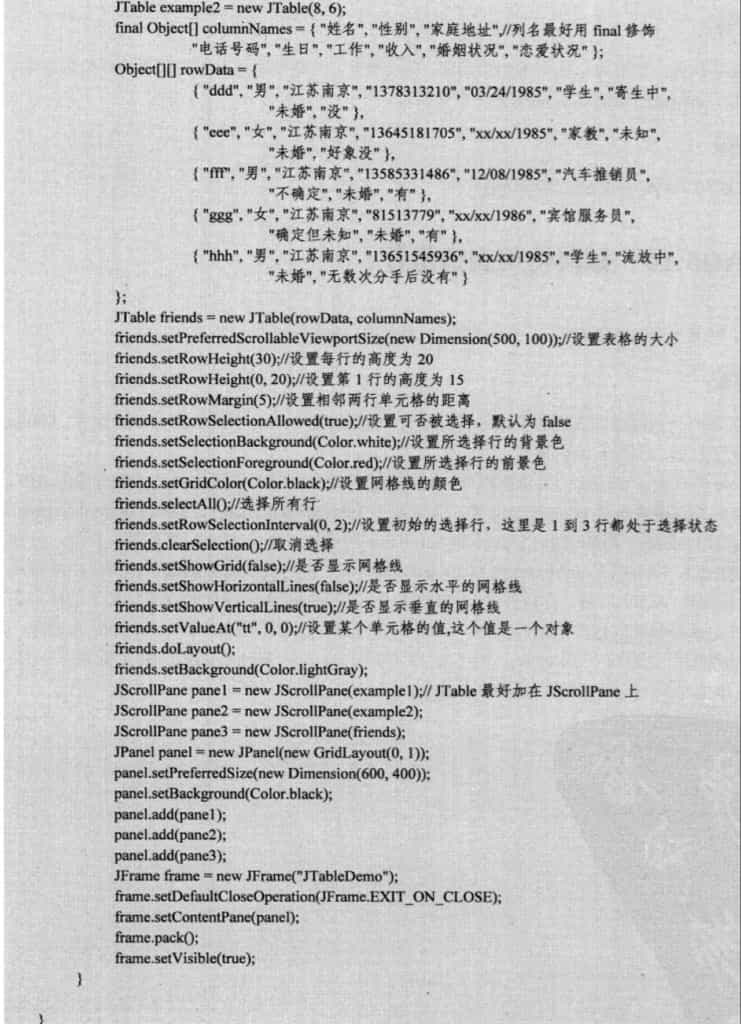 JTable example2 = new JTable(8, 6);
final Object[] columnNames = { "姓名", "性别", "家庭地址",//列名最好用 final 修饰
"电话号码", "生日", "工作", "收入", "婚姻状况", "恋爱状况" };
Object[][] rowData = {
{ "ddd", "男", "江苏南京", "1378313210", "03/24/1985", "学生", "寄生中",
"未婚", "没" },
{ "eee", "女", "江苏南京", "13645181705", "xx/xx/1985", "家教", "未知",
"未婚", "好象没" },
{ "fff", "男", "江苏南京", "13585331486", "12/08/1985", "汽车推销员",
"不确定", "未婚", "有" },
{ "ggg", "女", "江苏南京", "81513779", "xx/xx/1986", "宾馆服务员",
"确定但未知", "未婚", "有" },
{ "hhh", "男", "江苏南京", "13651545936", "xx/xx/1985", "学生", "流放中",
"未婚", "无数次分手后没有" }
};
JTable friends = new JTable(rowData, columnNames);
friends.setPreferredScrollableViewportSize(new Dimension(500, 100));//设置表格的大小
friends.setRowHeight(30);//设置每行的高度为 20
friends.setRowHeight(0, 20);//设置第 1 行的高度为 15
friends.setRowMargin(5);//设置相邻两行单元格的距离
friends.setRowSelectionAllowed(true);//设置可否被选择，默认为 false
friends.setSelectionBackground(Color.white);//设置所选择行的背景色
friends.setSelectionForeground(Color.red);//设置所选择行的前景色
friends.setGridColor(Color.black);//设置网格线的颜色
friends.selectAll();//选择所有行
friends.setRowSelectionInterval(0, 2);//设置初始的选择行，这里是 1 到 3 行都处于选择状态
friends.clearSelection();//取消选择
friends.setShowGrid(false);//是否显示网格线
friends.setShowHorizontalLines(false);//是否显示水平的网格线
friends.setShowVerticalLines(true);//是否显示垂直的网格线
friends.setValueAt("tt", 0, 0);//设置某个单元格的值,这个值是一个对象
friends.doLayout();
friends.setBackground(Color.lightGray);
JScrollPane pane1 = new JScrollPane(example1);// JTable 最好加在 JScrollPane 上
JScrollPane pane2 = new JScrollPane(example2);
JScrollPane pane3 = new JScrollPane(friends);
JPanel panel = new JPanel(new GridLayout(0, 1));
panel.setPreferredSize(new Dimension(600, 400));
panel.setBackground(Color.black);
panel.add(pane1);
panel.add(pane2);
panel.add(pane3);
JFrame frame = new JFrame("JTableDemo");
frame.setDefaultCloseOperation(JFrame.EXIT_ON_CLOSE);
frame.setContentPane(panel);
frame.pack();
frame.setVisible(true);
}
}